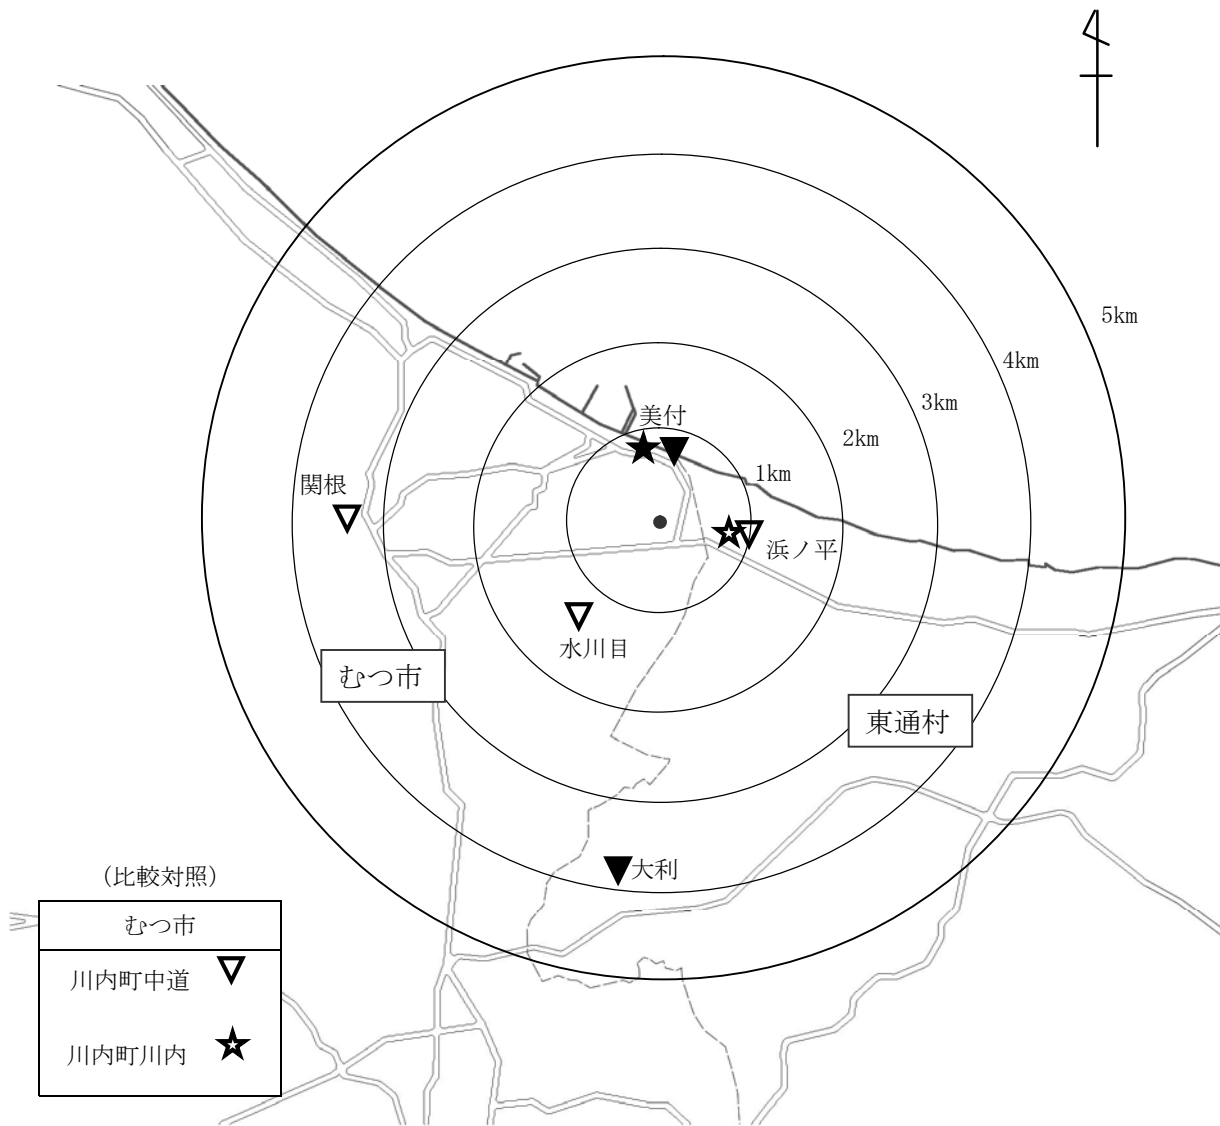 5km
4km
3km
2km
美付
1km
関根
浜ノ平
水川目
むつ市
東通村
大利
(比較対照)
むつ市
川内町中道
川内町川内